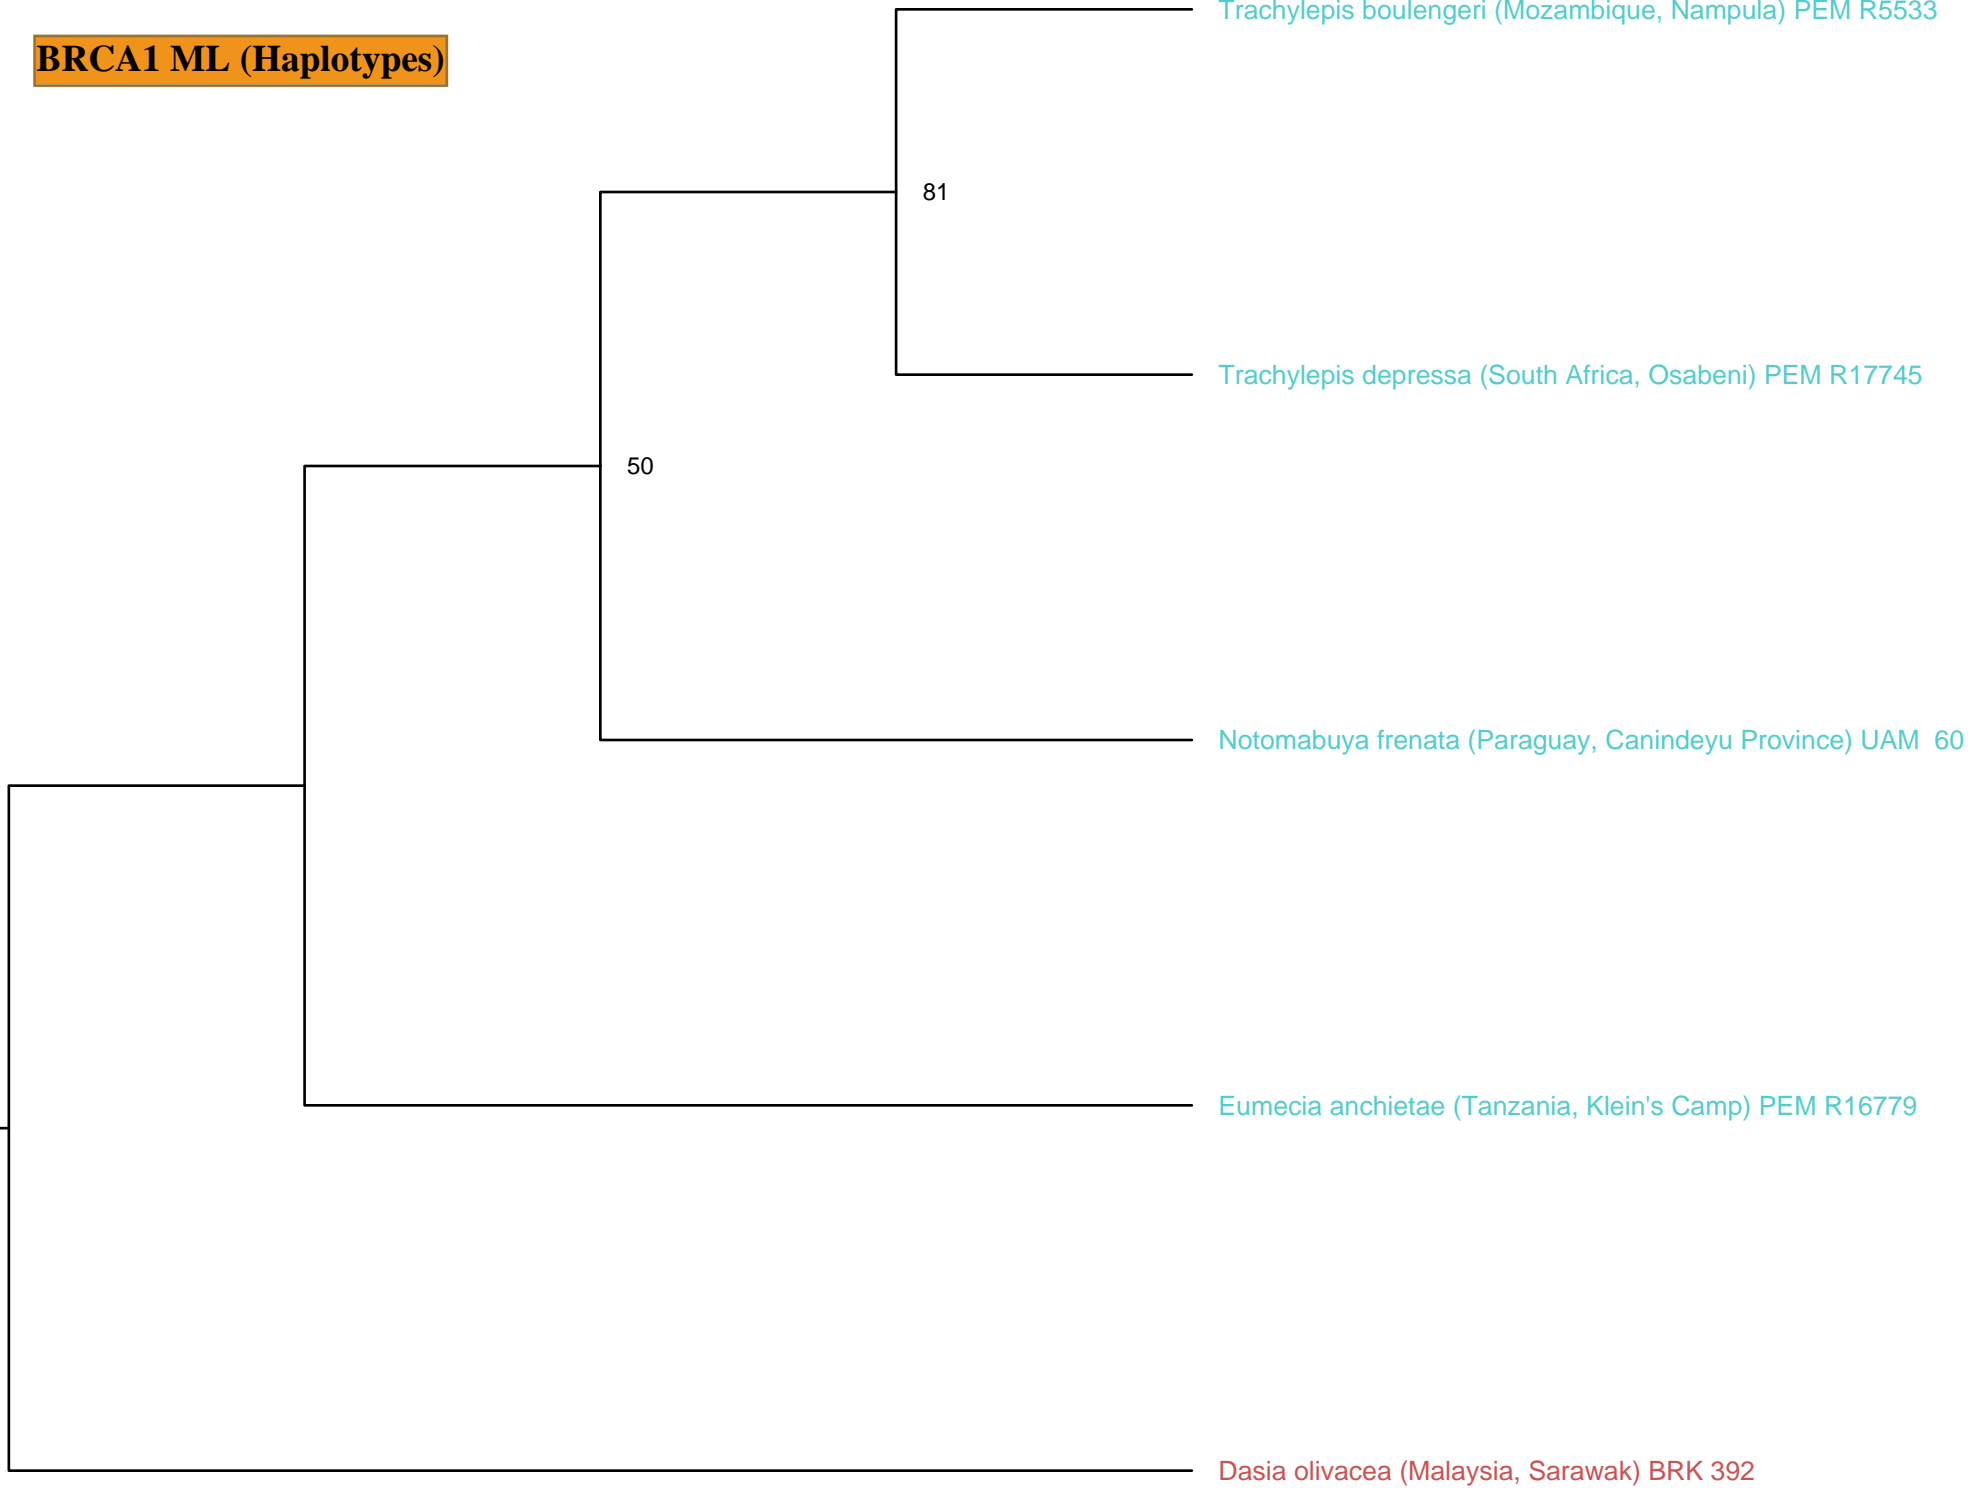 Trachylepis boulengeri (Mozambique, Nampula) PEM R5533
BRCA1 ML (Haplotypes)
81
Trachylepis depressa (South Africa, Osabeni) PEM R17745
50
Notomabuya frenata (Paraguay, Canindeyu Province) UAM  60
Eumecia anchietae (Tanzania, Klein's Camp) PEM R16779
Dasia olivacea (Malaysia, Sarawak) BRK 392